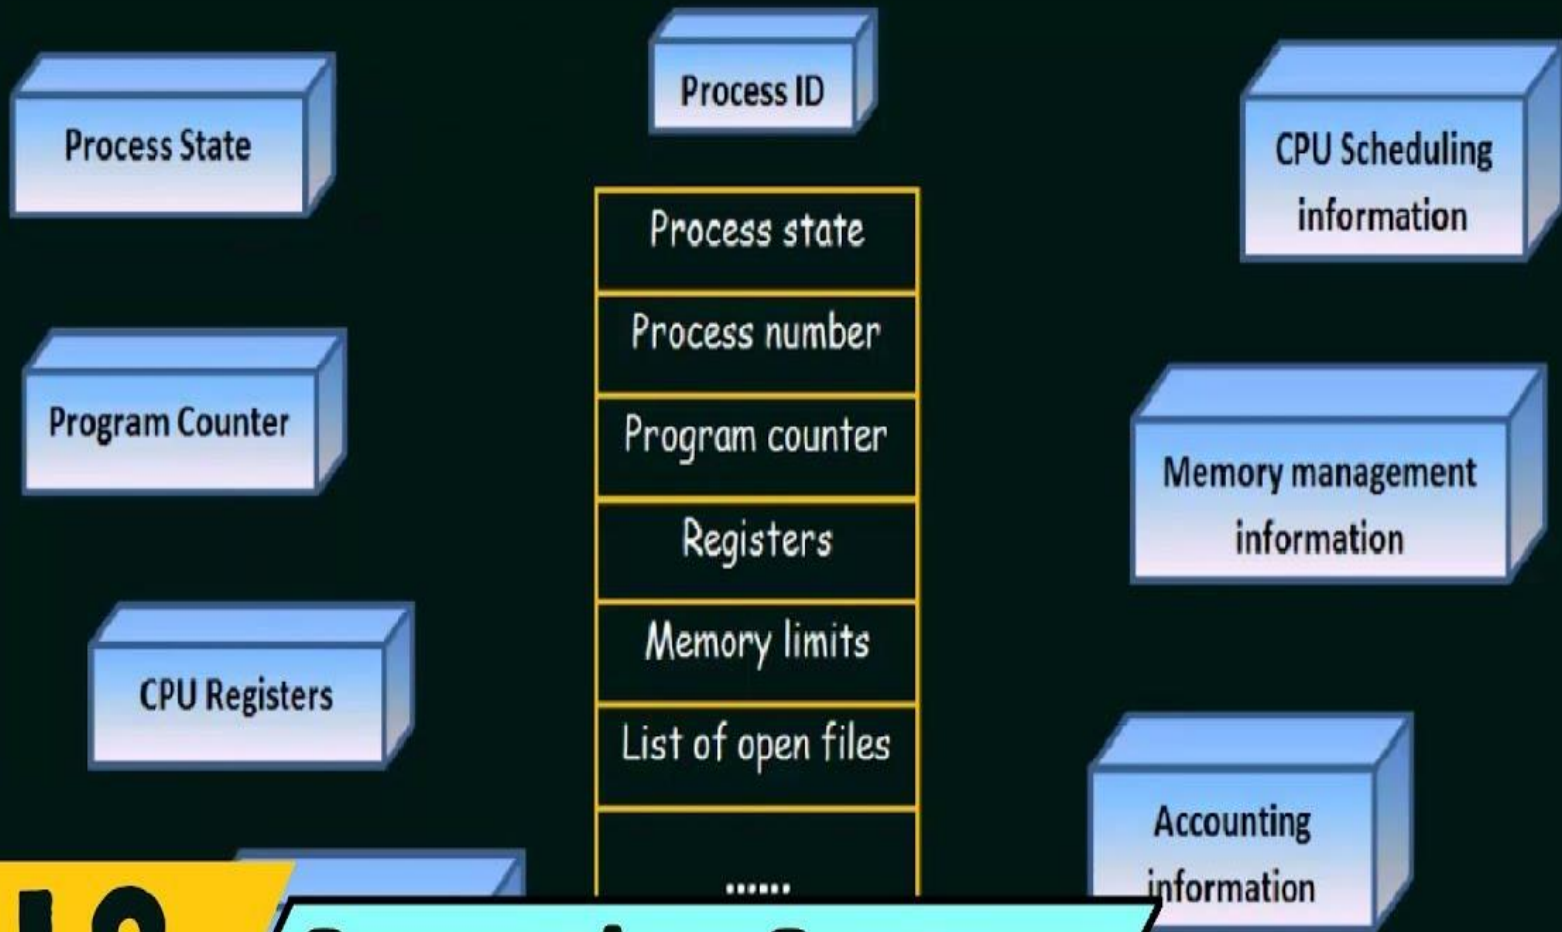 Process ID
Process State
CPU Scheduling
information
Process state
Process number
Program counter
Registers
Memory limits
List of open files
......
Program Counter
Memory management
information
CPU Registers
Accounting
information